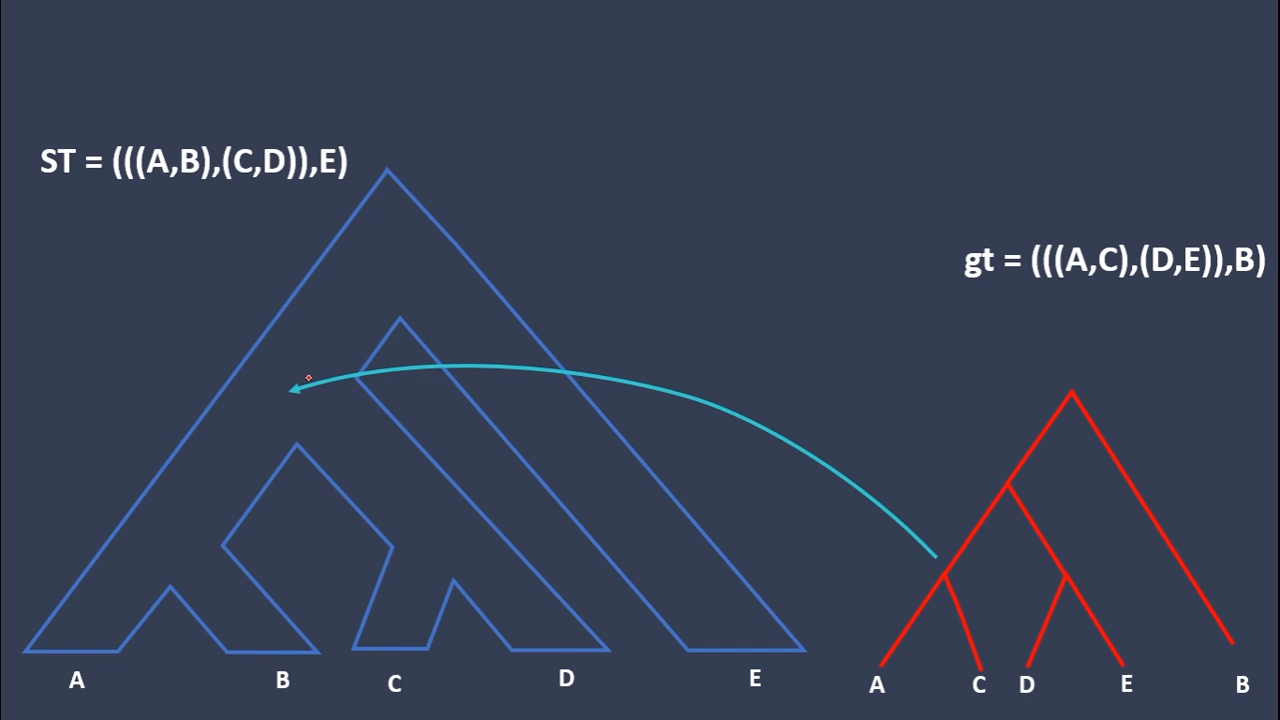 ST = (((A,B),(C,D)),E)
gt = (((A,C),(D,E)),B)
A B C D E
A C D E B